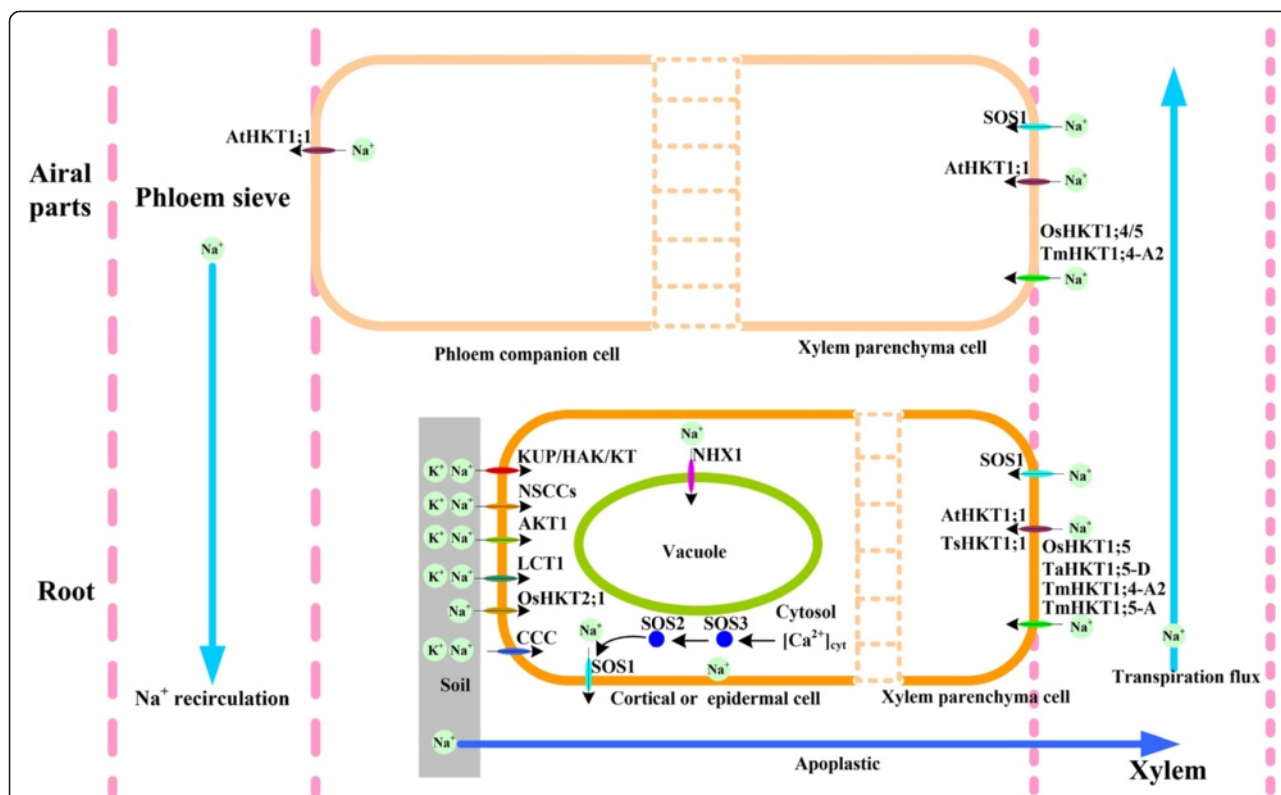 AtHKT1;1
Na⁺
Airal
parts
Phloem sieve
Na⁺
SOS1
Na⁺
AtHKT1;1
Na⁺
OsHKT1;4/5
TmHKT1;4-A2
Na⁺
Phloem companion cell
Xylem parenchyma cell
Root
Na⁺ recirculation
K⁺ Na⁺ KUP/HAK/KT
K⁺ Na⁺ NSCCs
K⁺ Na⁺ AKT1
K⁺ Na⁺ LCT1
Na⁺ OsHKT2;1
K⁺ Na⁺ CCC
Soil
Na⁺
NHX1
Vacuole
Cytosol
Na⁺
SOS2
SOS3
[Ca²⁺]cyt
SOS1
Na⁺
Cortical or epidermal cell
SOS1
Na⁺
AtHKT1;1
TsHKT1;1
Na⁺
OsHKT1;5
TaHKT1;5-D
TmHKT1;4-A2
TmHKT1;5-A
Na⁺
Xylem parenchyma cell
Na⁺
Transpiration flux
Na⁺
Apoplastic
Xylem